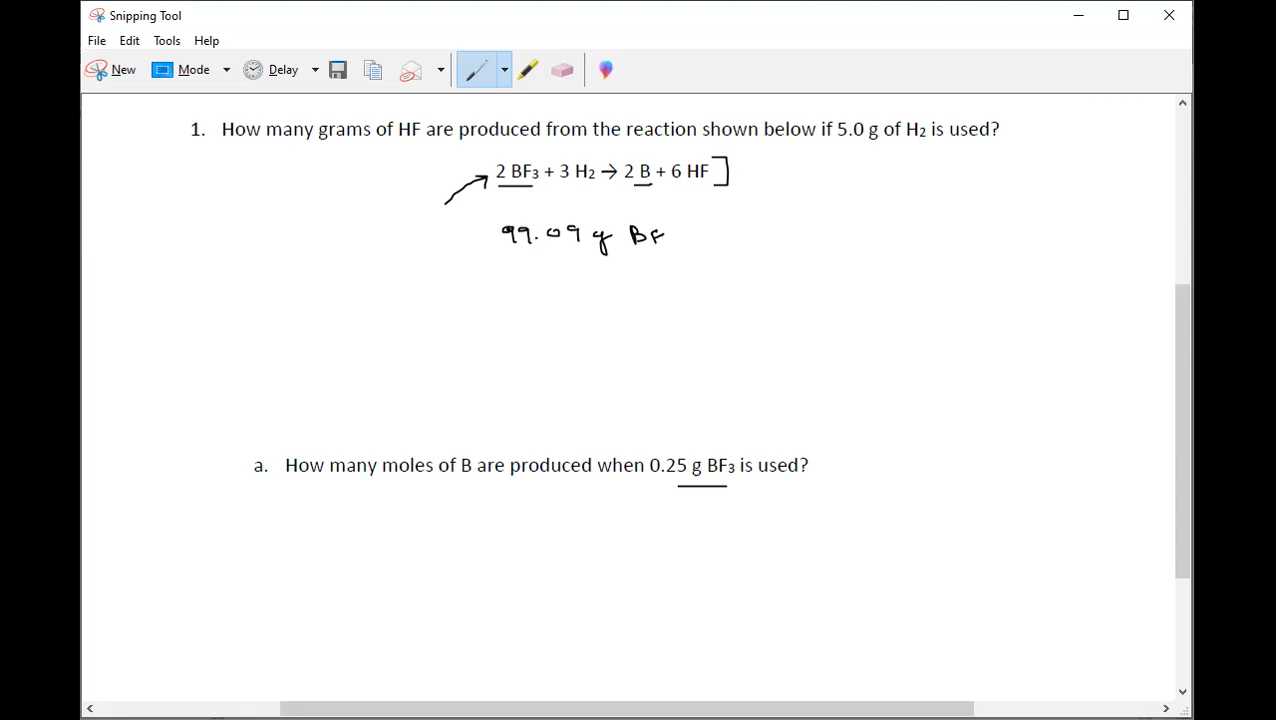 Snipping Tool
File Edit Tools Help
New Mode Delay
1. How many grams of HF are produced from the reaction shown below if 5.0 g of H2 is used?
2 BF3 + 3 H2 → 2 B + 6 HF ]
99.09 g BF
a. How many moles of B are produced when 0.25 g BF3 is used?